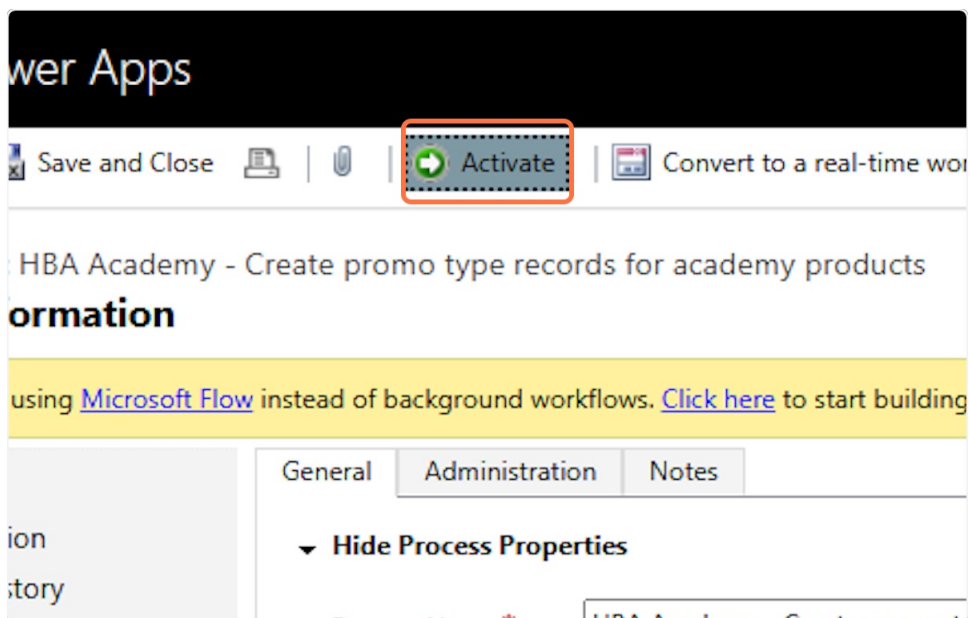 wer Apps
Save and Close Activate Convert to a real-time wor
: HBA Academy - Create promo type records for academy products
ormation
using Microsoft Flow instead of background workflows. Click here to start building
General Administration Notes
ion
Hide Process Properties
story